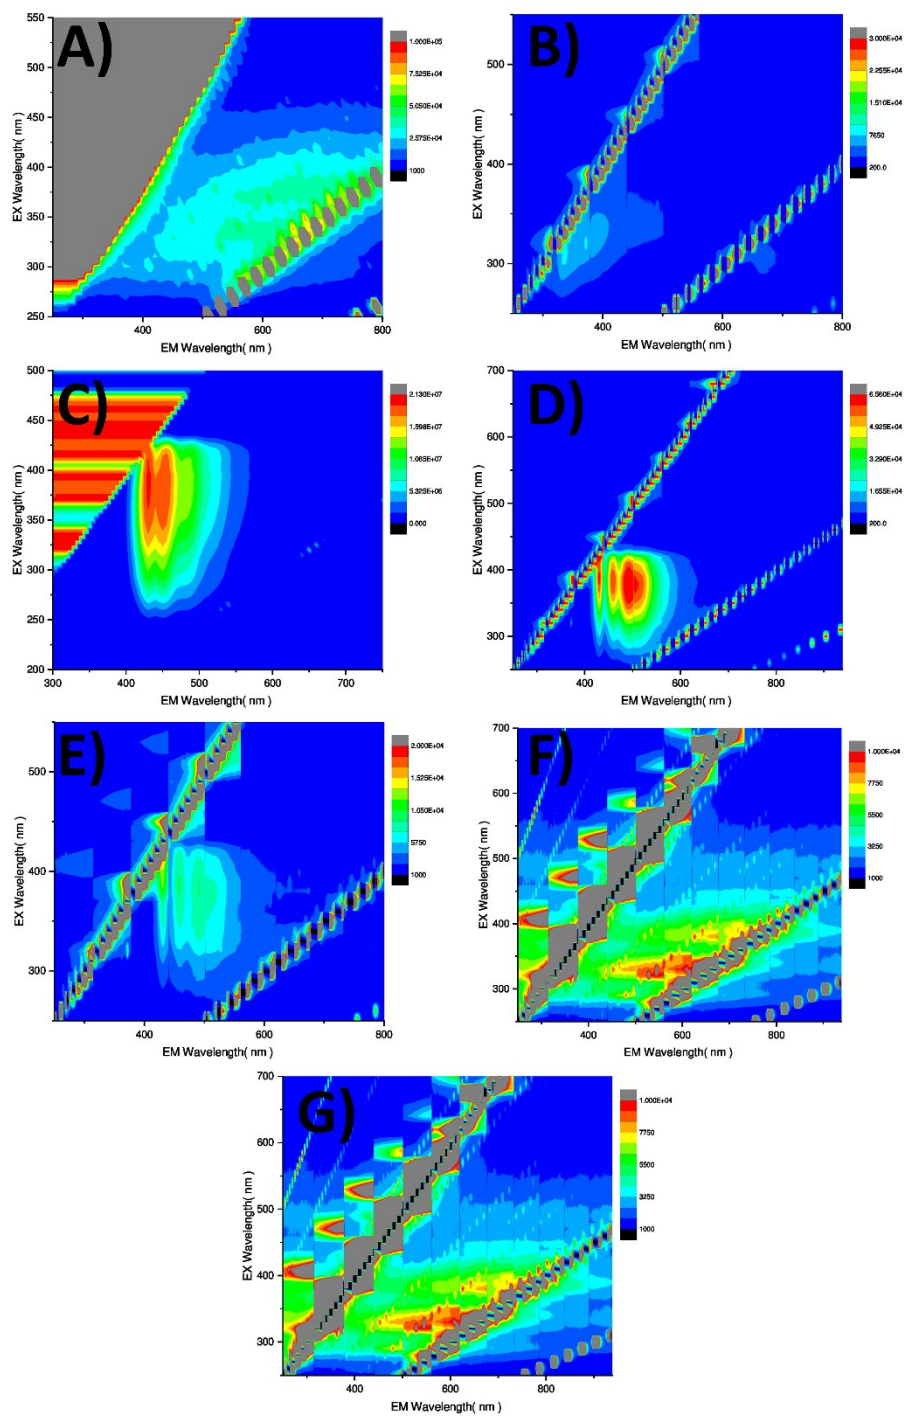 A)
550
500
450
400
350
300
250
EX Wavelength( nm )
400
600
800
EM Wavelength( nm )
1.000E+05
7.525E+04
5.050E+04
2.575E+04
1000
B)
500
400
300
EX Wavelength( nm )
400
600
800
EM Wavelength( nm )
3.000E+04
2.255E+04
1.510E+04
7650
200.0
C)
500
450
400
350
300
250
200
EX Wavelength( nm )
300
400
500
600
700
EM Wavelength( nm )
2.130E+07
1.598E+07
1.065E+07
5.325E+06
0.000
D)
700
600
500
400
300
EX Wavelength( nm )
400
600
800
EM Wavelength( nm )
6.560E+04
4.925E+04
3.290E+04
1.655E+04
200.0
E)
500
400
300
EX Wavelength( nm )
400
600
800
EM Wavelength( nm )
2.000E+04
1.525E+04
1.050E+04
5750
1000
F)
700
600
500
400
300
EX Wavelength( nm )
400
600
800
EM Wavelength( nm )
1.000E+04
7750
5500
3250
1000
G)
700
600
500
400
300
EX Wavelength( nm )
400
600
800
EM Wavelength( nm )
1.000E+04
7750
5500
3250
1000